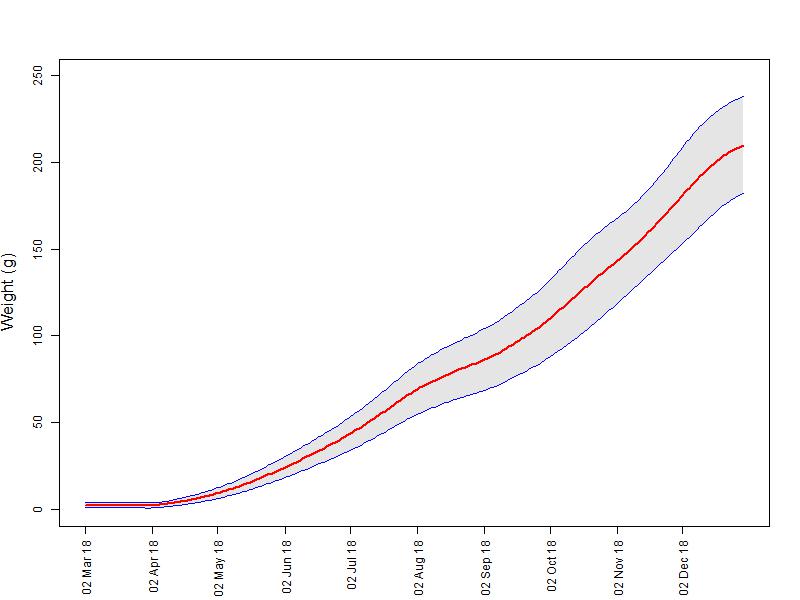 Weight (g)
250
200
150
100
50
0
02 Mar 18
02 Apr 18
02 May 18
02 Jun 18
02 Jul 18
02 Aug 18
02 Sep 18
02 Oct 18
02 Nov 18
02 Dec 18